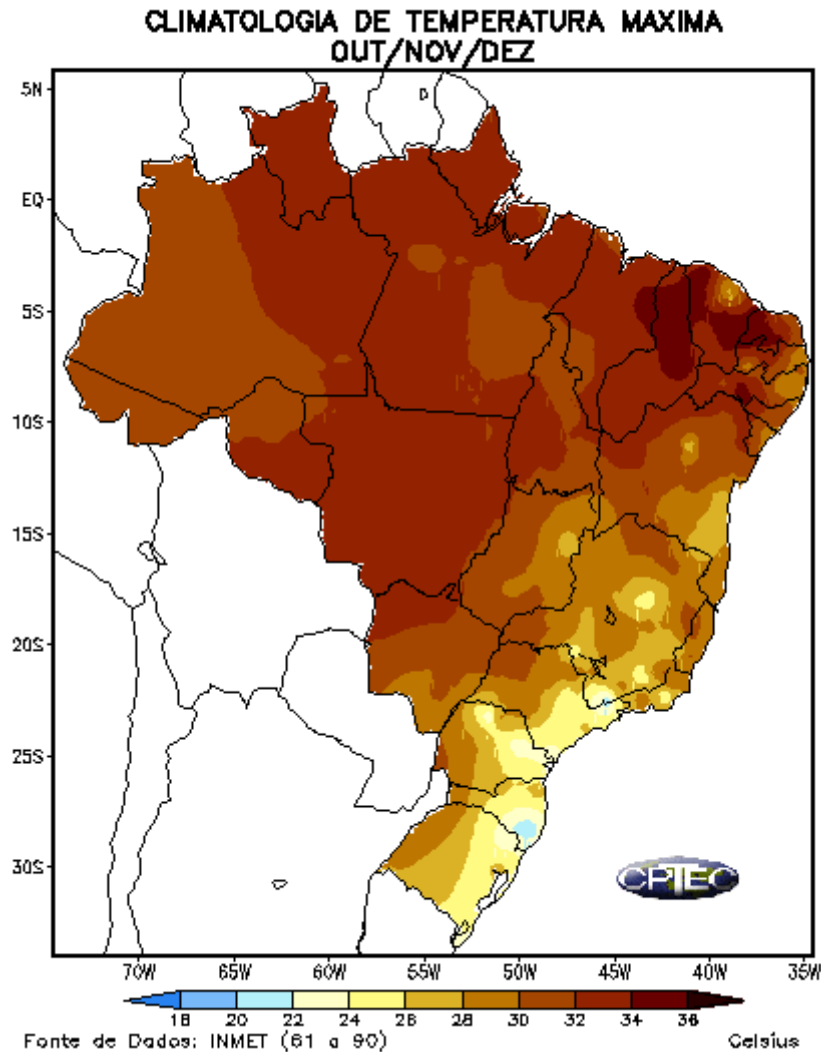 CLIMATOLOGIA DE TEMPERATURA MAXIMA
OUT/NOV/DEZ
5N
EQ
5S
10S
15S
20S
25S
30S
CPTEC
70W 65W 60W 55W 50W 45W 40W 35W
18 20 22 24 26 28 30 32 34 36
Fonte de Dados: INMET (61 a 90) Celsius